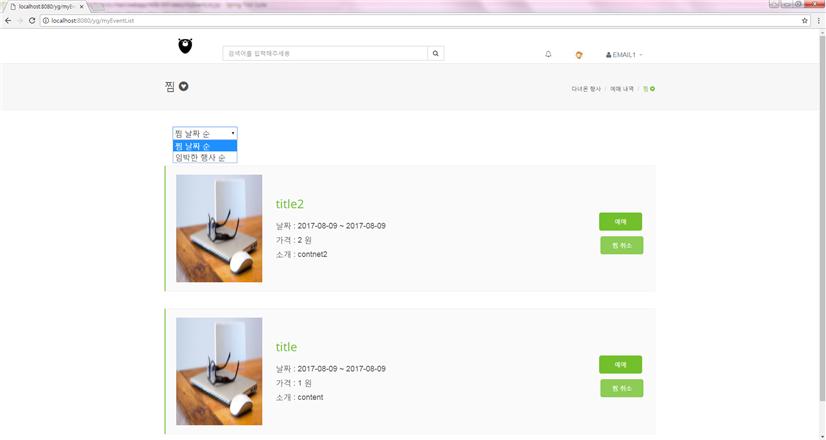 localhost:8080/yg/myEve
localhost:8080/yg/myEventList
검색어를 입력해주세용
EMAIL1
찜
다녀온 행사 / 예매 내역 / 찜
찜 날짜 순
찜 날짜 순
임박한 행사 순
title2
날짜 : 2017-08-09 ~ 2017-08-09
가격 : 2 원
소개 : contnet2
예매
찜 취소
title
날짜 : 2017-08-09 ~ 2017-08-09
가격 : 1 원
소개 : content
예매
찜 취소